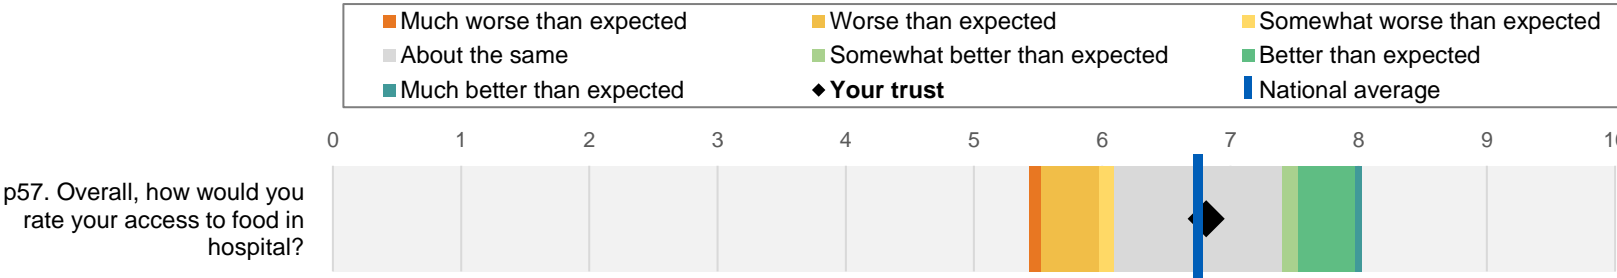 Much worse than expected
Worse than expected
Somewhat worse than expected
About the same
Somewhat better than expected
Better than expected
Much better than expected
Your trust
National average
0 1 2 3 4 5 6 7 8 9 10
p57. Overall, how would you
rate your access to food in
hospital?